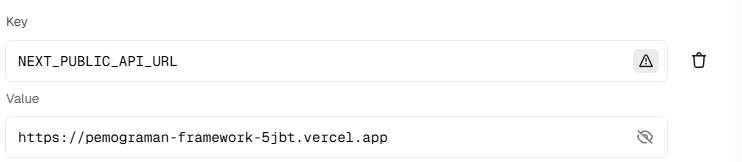 Key
NEXT_PUBLIC_API_URL
Value
https://pemograman-framework-5jbt.vercel.app